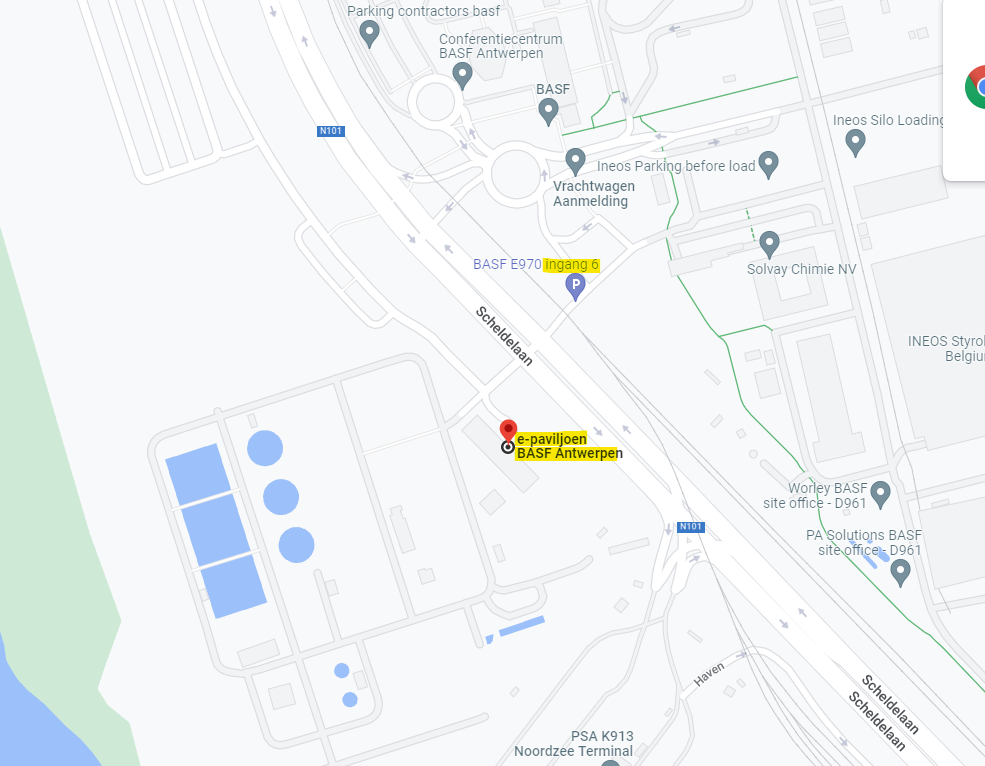 Parking contractors basf
Conferentiecentrum
BASF Antwerpen
BASF
N101
Ineos Silo Loading
Ineos Parking before load
Vrachtwagen
Aanmelding
BASF E970 ingang 6
P
Solvay Chimie NV
Scheldelaan
INEOS Styrol
Belgiu
e-paviljoen
BASF Antwerpen
Worley BASF
site office - D961
N101
PA Solutions BASF
site office - D961
Haven
Scheldelaan
Scheldelaan
PSA K913
Noordzee Terminal